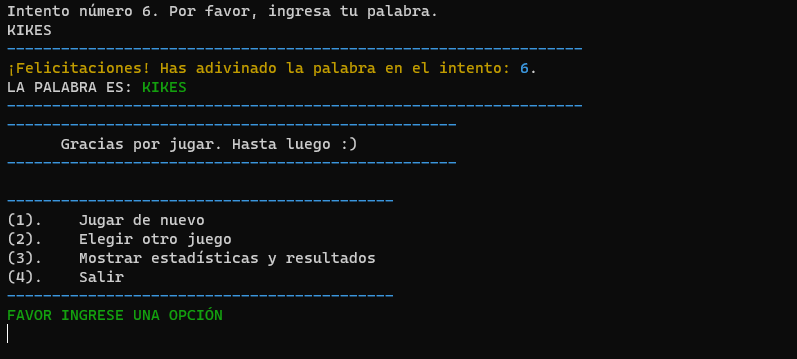 Intento número 6. Por favor, ingresa tu palabra.
KIKES
----------------------------------------------------------------
¡Felicitaciones! Has adivinado la palabra en el intento: 6.
LA PALABRA ES: KIKES
----------------------------------------------------------------
--------------------------------------------------
Gracias por jugar. Hasta luego :)
--------------------------------------------------
-------------------------------------------
(1). Jugar de nuevo
(2). Elegir otro juego
(3). Mostrar estadísticas y resultados
(4). Salir
-------------------------------------------
FAVOR INGRESE UNA OPCIÓN